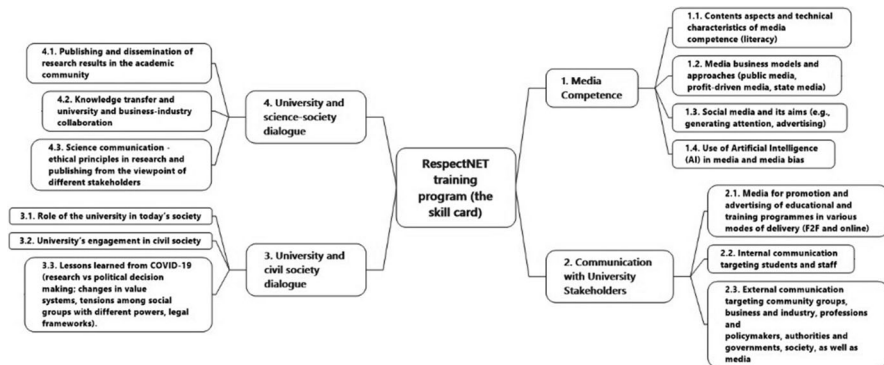 RespectNET
training
program (the
skill card)
1. Media
Competence
1.1. Contents aspects and technical
characteristics of media
competence (literacy)
1.2. Media business models and
approaches (public media,
profit-driven media, state media)
1.3. Social media and its aims (e.g.,
generating attention, advertising)
1.4. Use of Artificial Intelligence
(AI) in media and media bias
2. Communication
with University
Stakeholders
2.1. Media for promotion and
advertising of educational and
training programmes in various
modes of delivery (F2F and online)
2.2. Internal communication
targeting students and staff
2.3. External communication
targeting community groups,
business and industry, professions
and
policymakers, authorities and
governments, society, as well as
media
3. University and
civil society
dialogue
3.1. Role of the university in today's society
3.2. University's engagement in civil society
3.3. Lessons learned from COVID-19
(research vs political decision
making; changes in value
systems, tensions among social
groups with different powers, legal
frameworks).
4. University and
science-society
dialogue
4.1. Publishing and dissemination of
research results in the academic
community
4.2. Knowledge transfer and
university and business-industry
collaboration
4.3. Science communication -
ethical principles in research and
publishing from the viewpoint of
different stakeholders